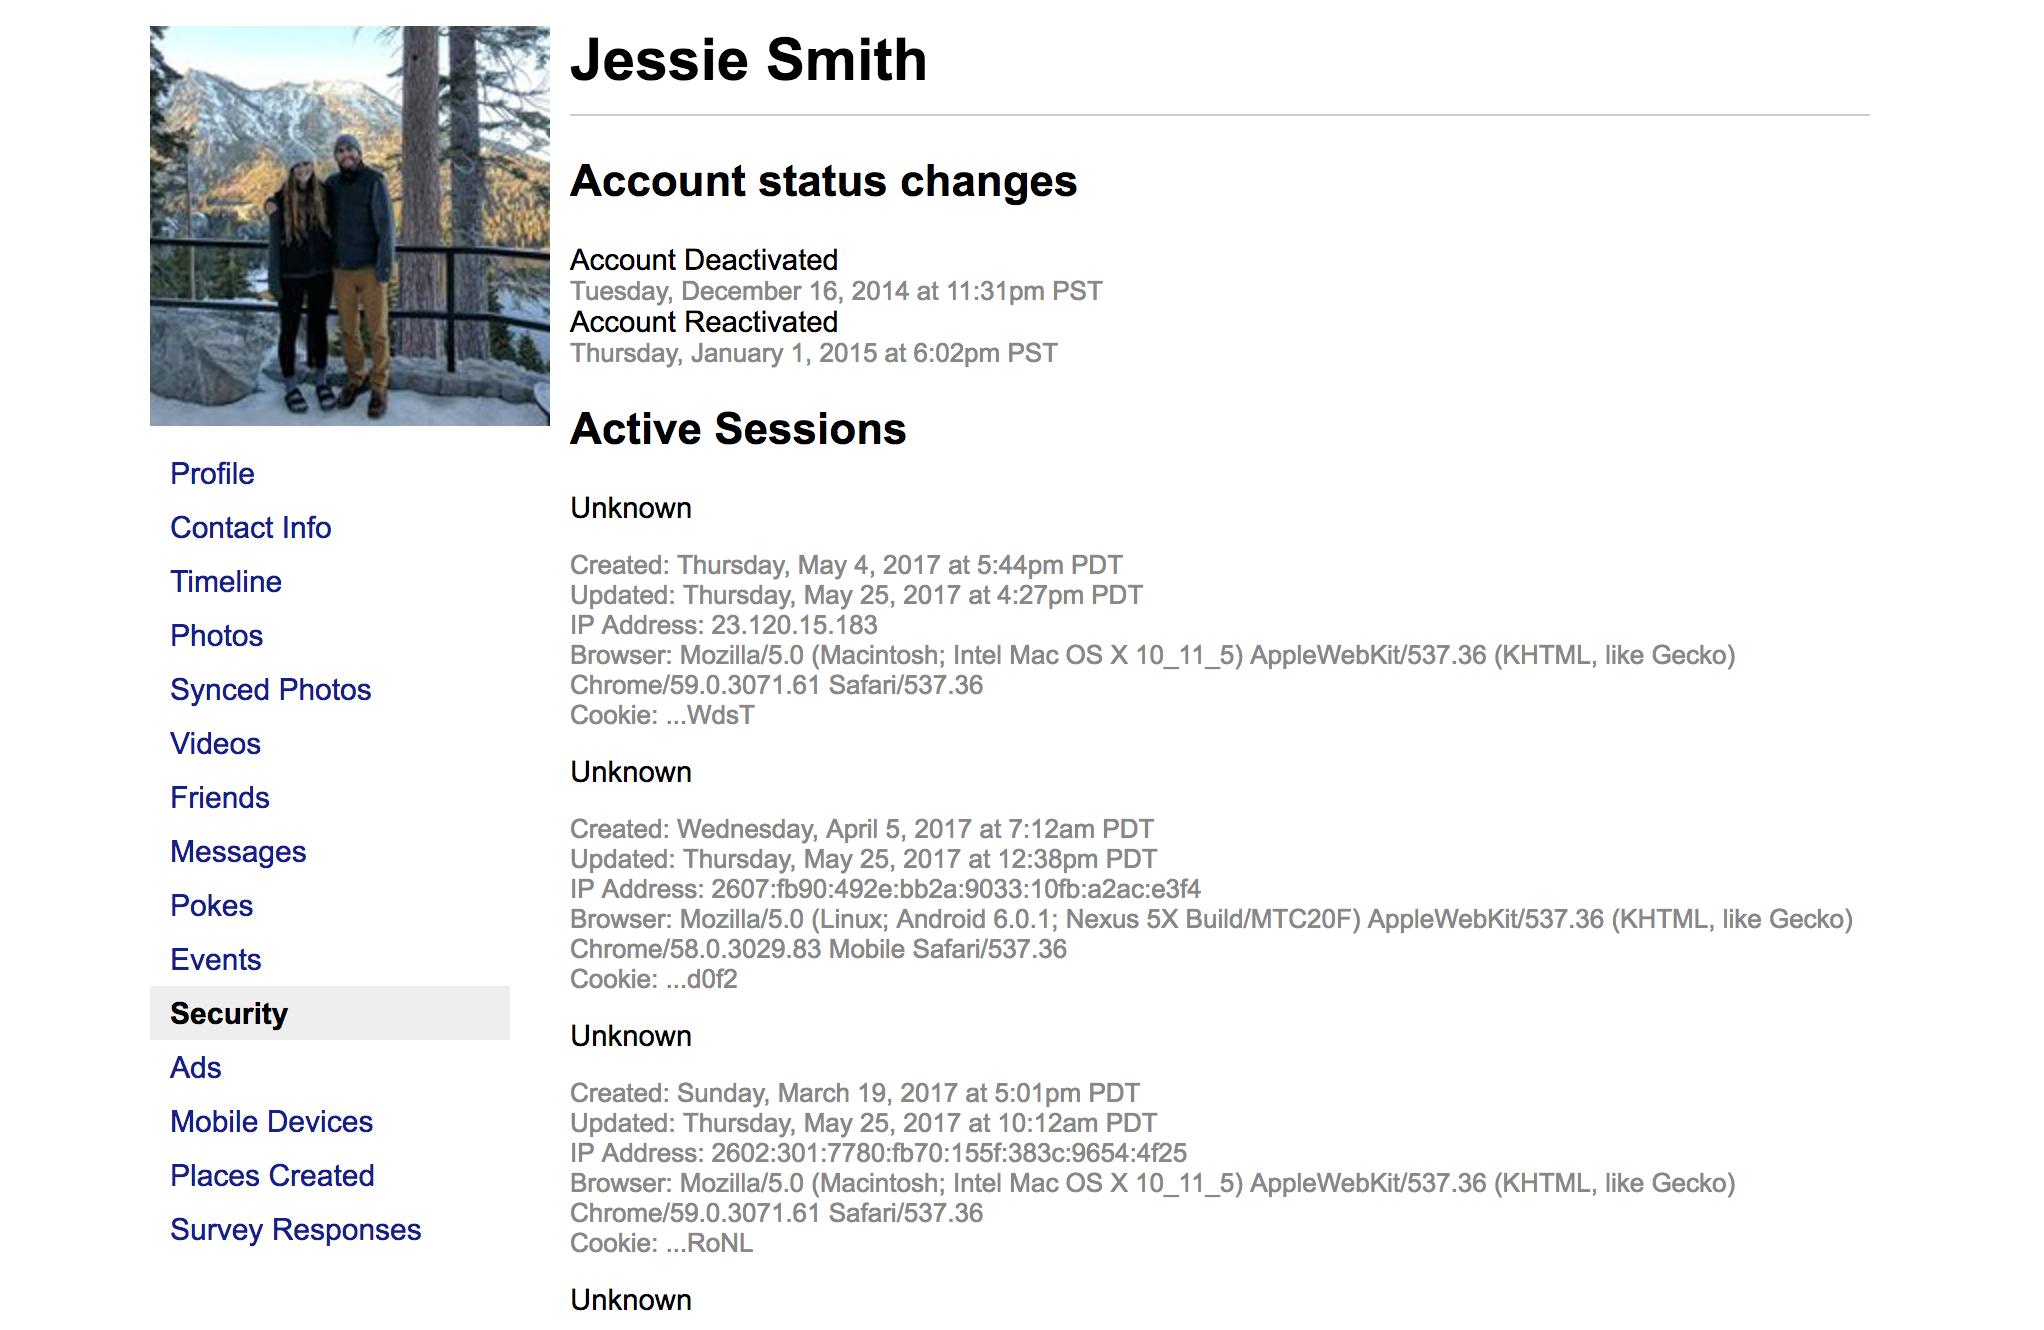 Jessie Smith
Account status changes
Account Deactivated
Tuesday, December 16, 2014 at 11:31pm PST
Account Reactivated
Thursday, January 1, 2015 at 6:02pm PST
Active Sessions
Unknown
Created: Thursday, May 4, 2017 at 5:44pm PDT
Updated: Thursday, May 25, 2017 at 4:27pm PDT
IP Address: 23.120.15.183
Browser: Mozilla/5.0 (Macintosh; Intel Mac OS X 10_11_5) AppleWebKit/537.36 (KHTML, like Gecko)
Chrome/59.0.3071.61 Safari/537.36
Cookie: ...WdsT
Unknown
Created: Wednesday, April 5, 2017 at 7:12am PDT
Updated: Thursday, May 25, 2017 at 12:38pm PDT
IP Address: 2607:fb90:492e:bb2a:9033:10fb:a2ac:e3f4
Browser: Mozilla/5.0 (Linux; Android 6.0.1; Nexus 5X Build/MTC20F) AppleWebKit/537.36 (KHTML, like Gecko)
Chrome/58.0.3029.83 Mobile Safari/537.36
Cookie: ...d0f2
Unknown
Created: Sunday, March 19, 2017 at 5:01pm PDT
Updated: Thursday, May 25, 2017 at 10:12am PDT
IP Address: 2602:301:7780:fb70:155f:383c:9654:4f25
Browser: Mozilla/5.0 (Macintosh; Intel Mac OS X 10_11_5) AppleWebKit/537.36 (KHTML, like Gecko)
Chrome/59.0.3071.61 Safari/537.36
Cookie: ...RoNL
Unknown
Profile
Contact Info
Timeline
Photos
Synced Photos
Videos
Friends
Messages
Pokes
Events
Security
Ads
Mobile Devices
Places Created
Survey Responses